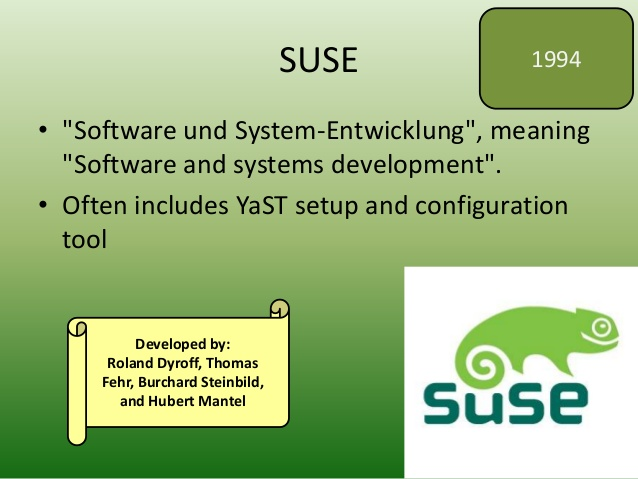 SUSE
1994
• "Software und System-Entwicklung", meaning
"Software and systems development".
• Often includes YaST setup and configuration
tool
Developed by:
Roland Dyroff, Thomas
Fehr, Burchard Steinbild,
and Hubert Mantel
suse